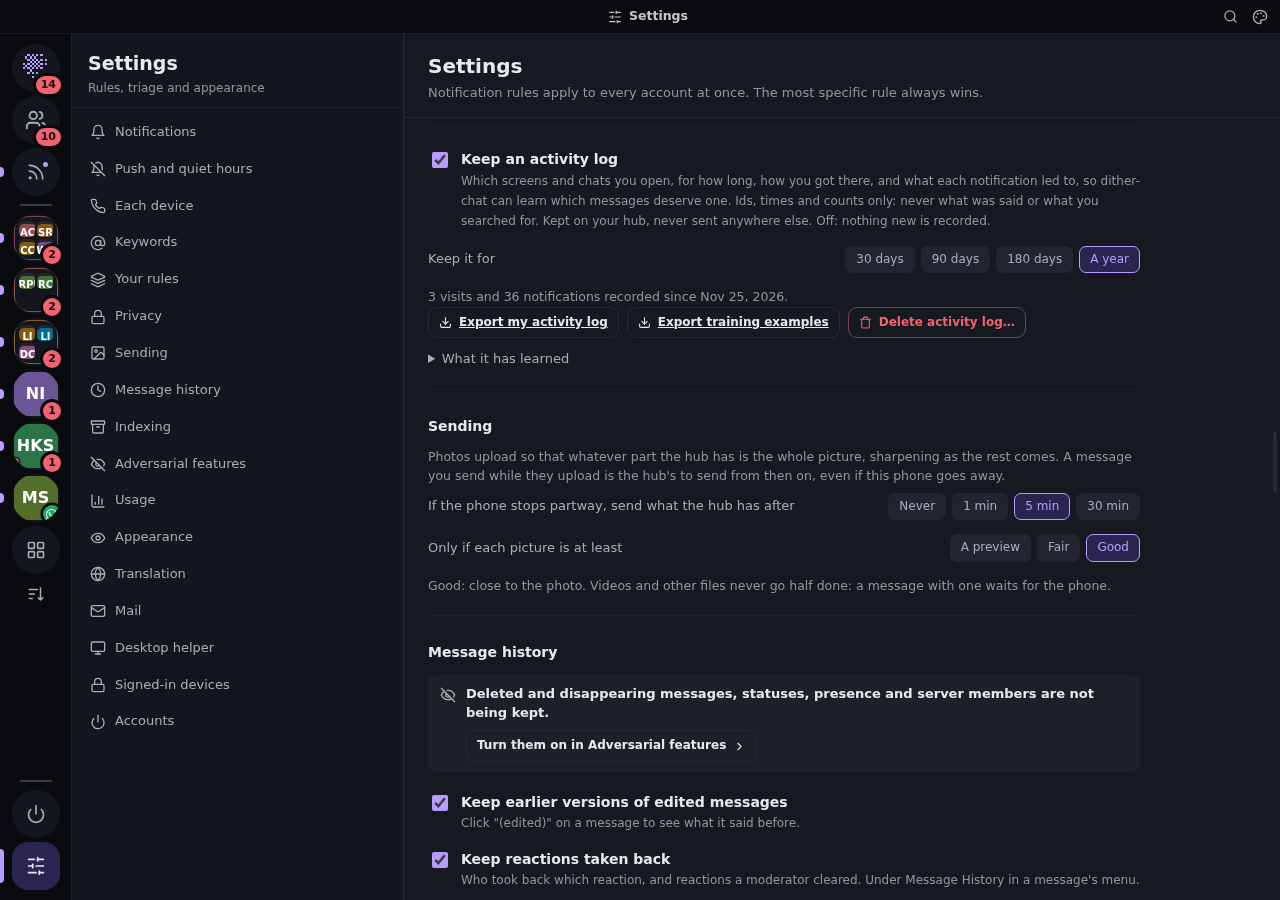 Settings
14
10
AC SR
CC
2
RP RC
2
LI LI
DC
2
NI
1
HKS
1
MS
Settings
Rules, triage and appearance
Notifications
Push and quiet hours
Each device
Keywords
Your rules
Privacy
Sending
Message history
Indexing
Adversarial features
Usage
Appearance
Translation
Mail
Desktop helper
Signed-in devices
Accounts
Settings
Notification rules apply to every account at once. The most specific rule always wins.
Keep an activity log
Which screens and chats you open, for how long, how you got there, and what each notification led to, so dither-
chat can learn which messages deserve one. Ids, times and counts only: never what was said or what you
searched for. Kept on your hub, never sent anywhere else. Off: nothing new is recorded.
Keep it for
30 days 90 days 180 days A year
3 visits and 36 notifications recorded since Nov 25, 2026.
Export my activity log Export training examples Delete activity log…
What it has learned
Sending
Photos upload so that whatever part the hub has is the whole picture, sharpening as the rest comes. A message
you send while they upload is the hub's to send from then on, even if this phone goes away.
If the phone stops partway, send what the hub has after
Never 1 min 5 min 30 min
Only if each picture is at least
A preview Fair Good
Good: close to the photo. Videos and other files never go half done: a message with one waits for the phone.
Message history
Deleted and disappearing messages, statuses, presence and server members are not
being kept.
Turn them on in Adversarial features
Keep earlier versions of edited messages
Click "(edited)" on a message to see what it said before.
Keep reactions taken back
Who took back which reaction, and reactions a moderator cleared. Under Message History in a message's menu.